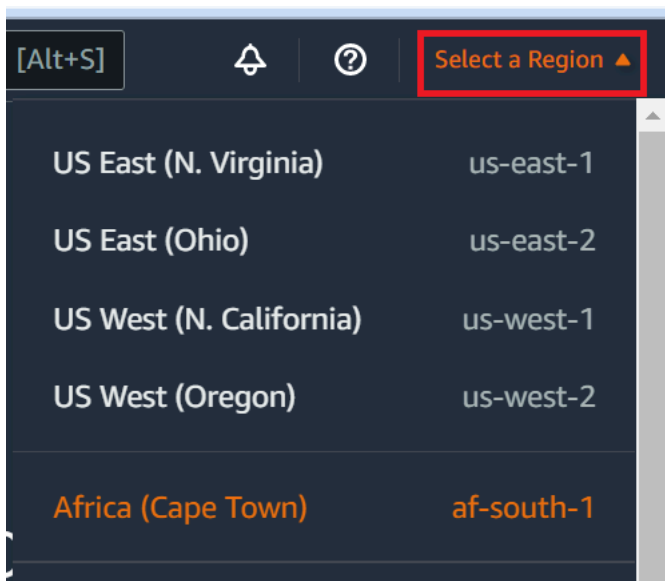 [Alt+S] Select a Region
US East (N. Virginia) us-east-1
US East (Ohio) us-east-2
US West (N. California) us-west-1
US West (Oregon) us-west-2
Africa (Cape Town) af-south-1